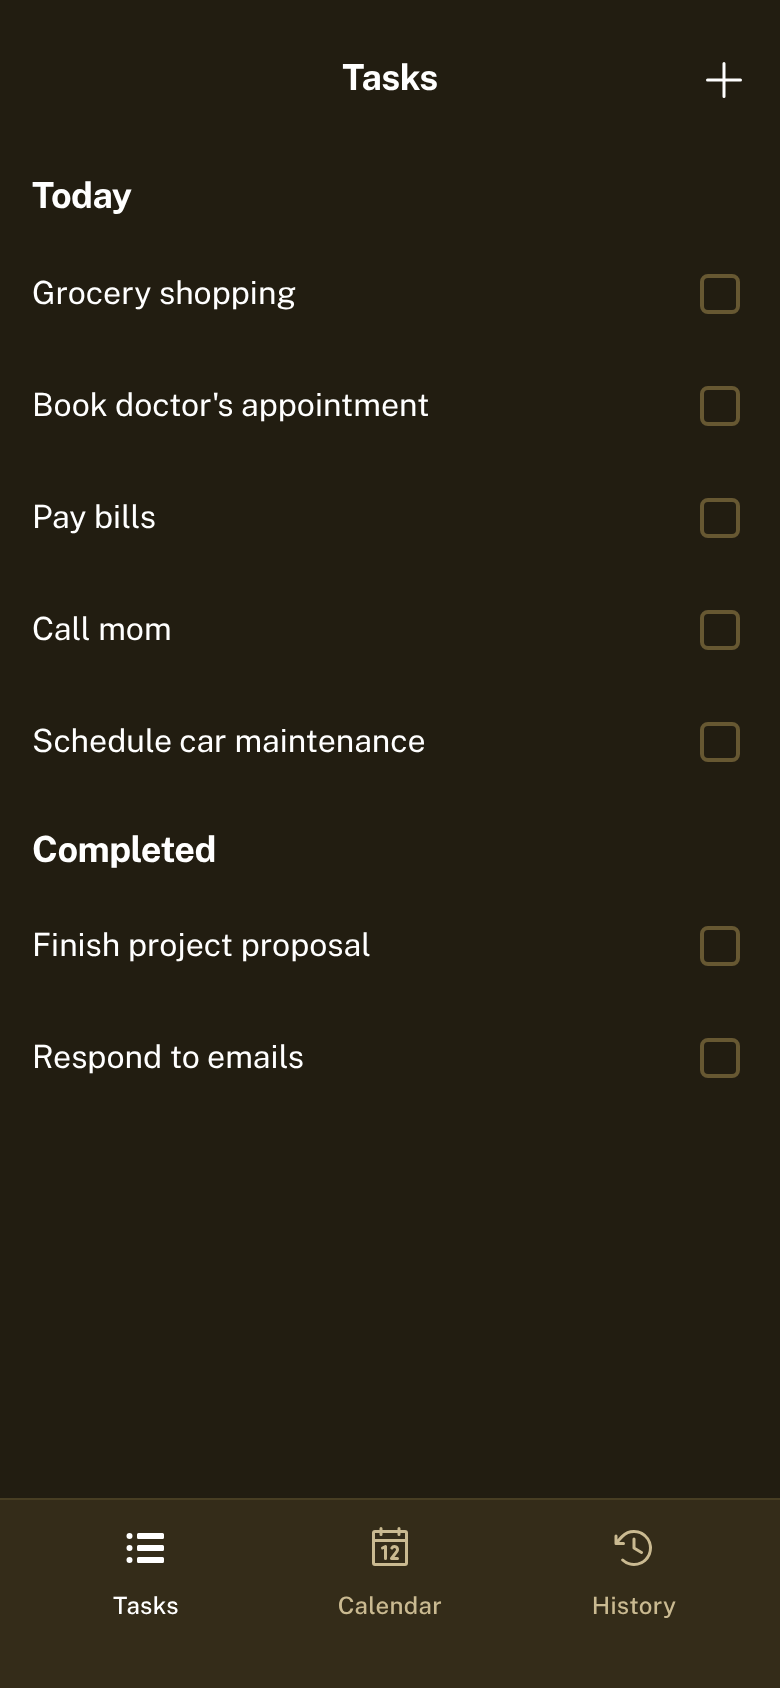 Tasks
Today
Grocery shopping
Book doctor's appointment
Pay bills
Call mom
Schedule car maintenance
Completed
Finish project proposal
Respond to emails
12
Tasks
Calendar
History